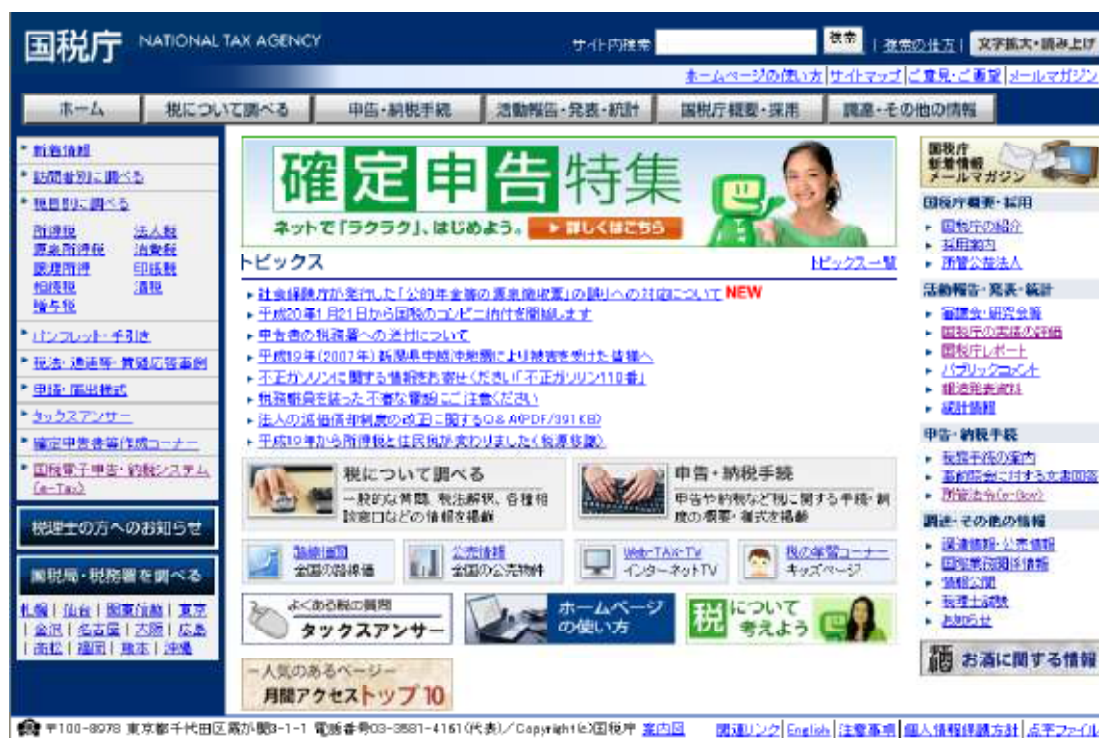 国税庁 NATIONAL TAX AGENCY
サイト内検索 検索 | 検索の仕方 | 文字拡大・読み上げ
ホームページの使い方 | サイトマップ | ご意見・ご要望 | メールマガジン
ホーム 税について調べる 申告・納税手続 活動報告・発表・統計 国税庁概要・採用 調達・その他の情報
新着情報
訪問者別に調べる
税目別に調べる
所得税 法人税
源泉所得税 消費税
譲渡所得 印紙税
相続税 酒税
贈与税
パンフレット・手引き
税法・通達等・質疑応答事例
申請・届出様式
タックスアンサー
確定申告書等作成コーナー
国税電子申告・納税システム
(e-Tax)
税理士の方へのお知らせ
国税局・税務署を調べる
札幌 | 仙台 | 関東信越 | 東京
| 金沢 | 名古屋 | 大阪 | 広島
| 高松 | 福岡 | 熊本 | 沖縄
確定申告特集
ネットで「ラクラク」、はじめよう。 詳しくはこちら
トピックス トピックス一覧
社会保険庁が発行した「公的年金等の源泉徴収票」の誤りへの対応について NEW
平成20年1月21日から国税のコンビニ納付を開始します
申告書の税務署への送付について
平成19年(2007年)新潟県中越沖地震により被害を受けた皆様へ
不正ガソリンに関する情報をお寄せください「不正ガソリン110番」
税務職員を装った不審な電話にご注意ください
法人の減価償却制度の改正に関するQ&A(PDF/391KB)
平成19年から所得税と住民税が変わりました(税源移譲)
税について調べる
一般的な質問、税法解釈、各種相
談窓口などの情報を掲載
申告・納税手続
申告や納税など税に関する手続・制
度の概要・様式を掲載
路線価図
全国の路線価
公売情報
全国の公売物件
Web-TAX-TV
インターネットTV
税の学習コーナー
キッズページ
よくある税の質問
タックスアンサー
ホームページ
の使い方
税について
考えよう
−人気のあるページ−
月間アクセストップ10
国税庁
新着情報
メールマガジン
国税庁概要・採用
国税庁の紹介
採用案内
所管公益法人
活動報告・発表・統計
審議会・研究会等
国税庁の実績の評価
国税庁レポート
パブリックコメント
報道発表資料
統計情報
申告・納税手続
税務手続の案内
事前照会に対する文書回答
所管法令(e-Gov)
調達・その他の情報
調達情報・公売情報
国税業務関係情報
情報公開
税理士試験
お知らせ
酒 お酒に関する情報
〒100-8978 東京都千代田区霞が関3-1-1 電話番号03-3581-4161(代表)／Copyright(c)国税庁 案内図 関連リンク | English | 注意事項 | 個人情報保護方針 | 点字ファイル